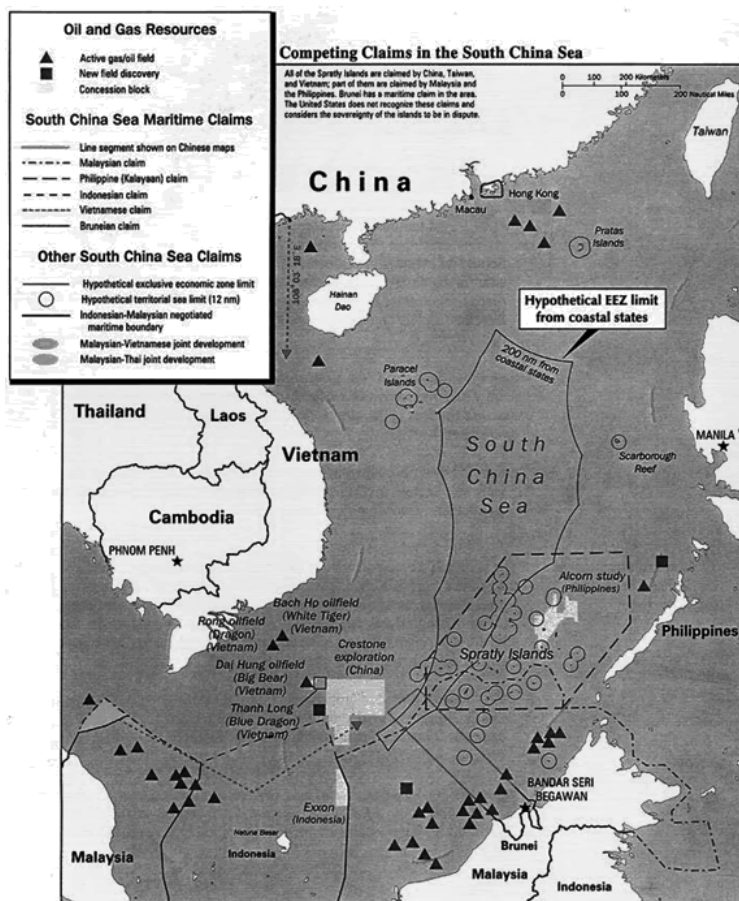 Oil and Gas Resources
Active gas/oil field
New field discovery
Concession block
South China Sea Maritime Claims
Line segment shown on Chinese maps
Malaysian claim
Philippine (Kalayaan) claim
Indonesian claim
Vietnamese claim
Bruneian claim
Other South China Sea Claims
Hypothetical exclusive economic zone limit
Hypothetical territorial sea limit (12 nm)
Indonesian-Malaysian negotiated
maritime boundary
Malaysian-Vietnamese joint development
Malaysian-Thai joint development
Competing Claims in the South China Sea
All of the Spratly Islands are claimed by China, Taiwan,
and Vietnam; part of them are claimed by Malaysia and
the Philippines. Brunei has a maritime claim in the area.
The United States does not recognize these claims and
considers the sovereignty of the islands to be in dispute.
0 100 200 Kilometers
0 100 200 Nautical Miles
Taiwan
China
Hong Kong
Macau
Pratas
Islands
108 03 18 E
Hainan
Dao
Hypothetical EEZ limit
from coastal states
200 nm from
coastal states
Paracel
Islands
Thailand
Laos
Vietnam
South
China
Sea
MANILA
Scarborough
Reef
Cambodia
PHNOM PENH
Alcorn study
(Philippines)
Bach Ho oilfield
(White Tiger)
(Vietnam)
Rong oilfield
(Dragon)
(Vietnam)
Crestone
exploration
(China)
Spratly Islands
Philippines
Dai Hung oilfield
(Big Bear)
(Vietnam)
Thanh Long
(Blue Dragon)
(Vietnam)
BANDAR SERI
BEGAWAN
Exxon
(Indonesia)
Natuna Besar
Indonesia
Malaysia
Brunei
Malaysia
Indonesia